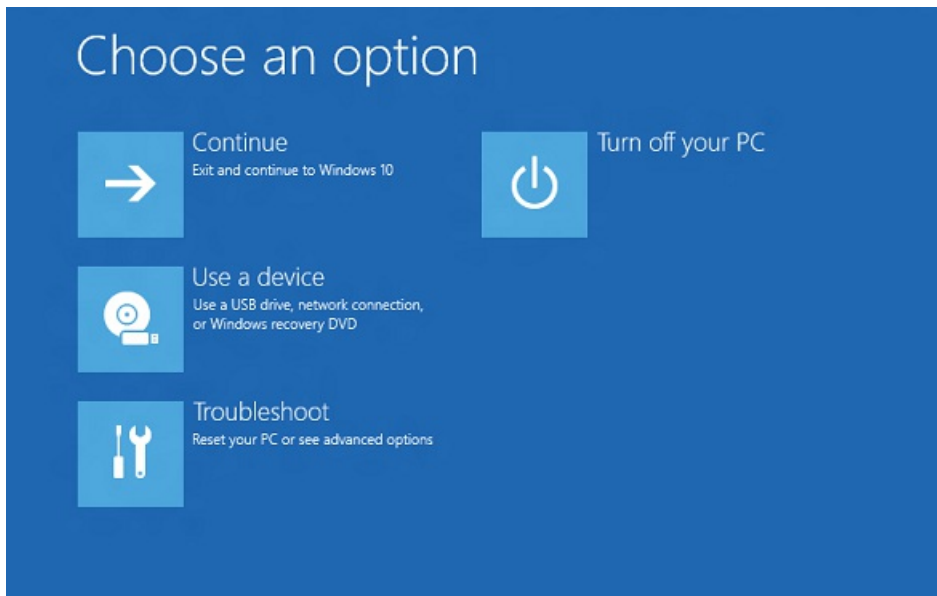 Choose an option
Continue
Exit and continue to Windows 10
Turn off your PC
Use a device
Use a USB drive, network connection,
or Windows recovery DVD
Troubleshoot
Reset your PC or see advanced options